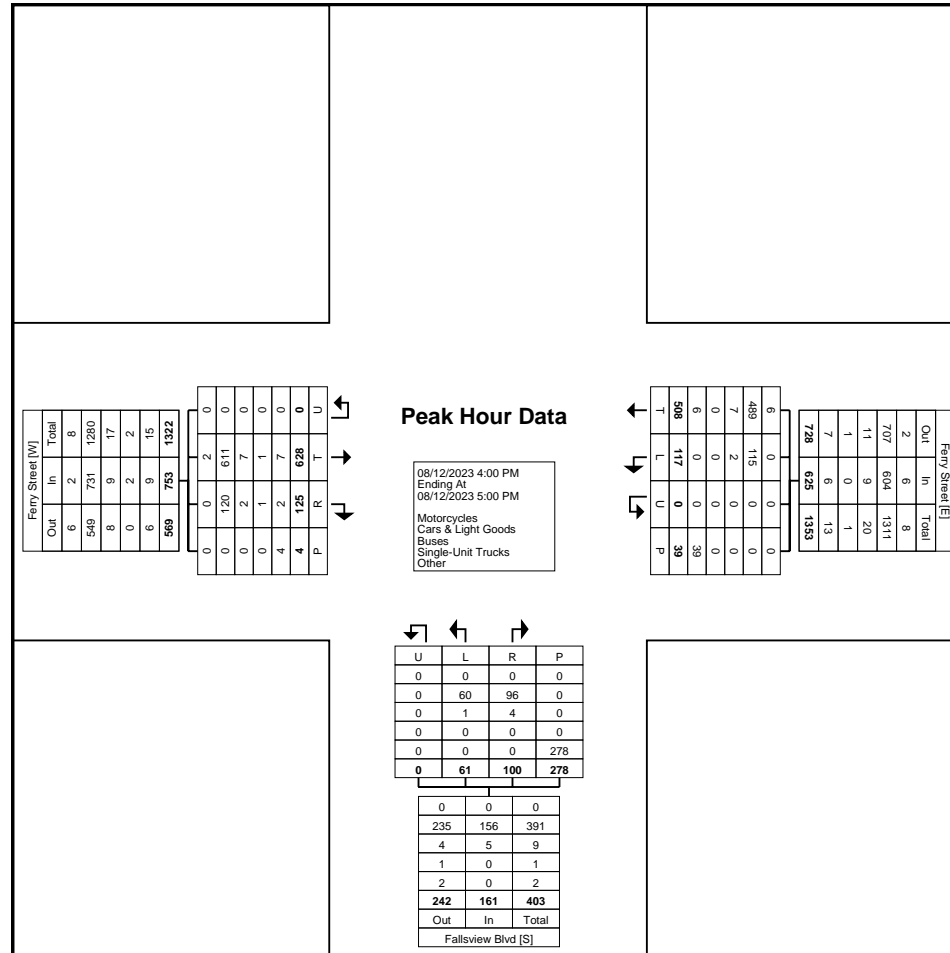 Peak Hour Data
08/12/2023 4:00 PM
Ending At
08/12/2023 5:00 PM
Motorcycles
Cars & Light Goods
Buses
Single-Unit Trucks
Other
Ferry Street [W]
Total In Out
8 2 6
1280 731 549
17 9 8
2 2 0
15 9 6
1322 753 569
0 2 0 0
0 611 120 0
0 7 2 0
0 1 1 0
0 7 2 4
0 628 125 4
U T R P
T L U P
508 117 0 39
6 0 0 39
0 0 0 0
7 2 0 0
489 115 0 0
6 0 0 0
728 625 1353
7 6 13
1 0 1
11 9 20
707 604 1311
2 6 8
Out In Total
Ferry Street [E]
U L R P
0 0 0 0
0 60 96 0
0 1 4 0
0 0 0 0
0 0 0 278
0 61 100 278
0 0 0
235 156 391
4 5 9
1 0 1
2 0 2
242 161 403
Out In Total
Fallsview Blvd [S]